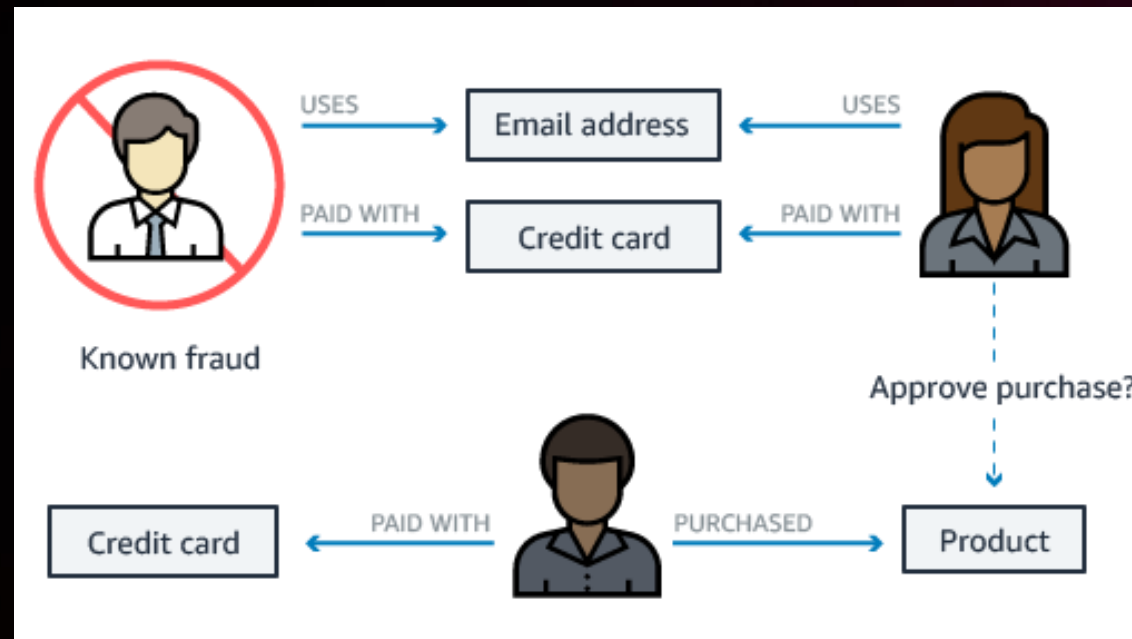 USES
Email address
USES
PAID WITH
Credit card
PAID WITH
Known fraud
Approve purchase?
Credit card
PAID WITH
PURCHASED
Product